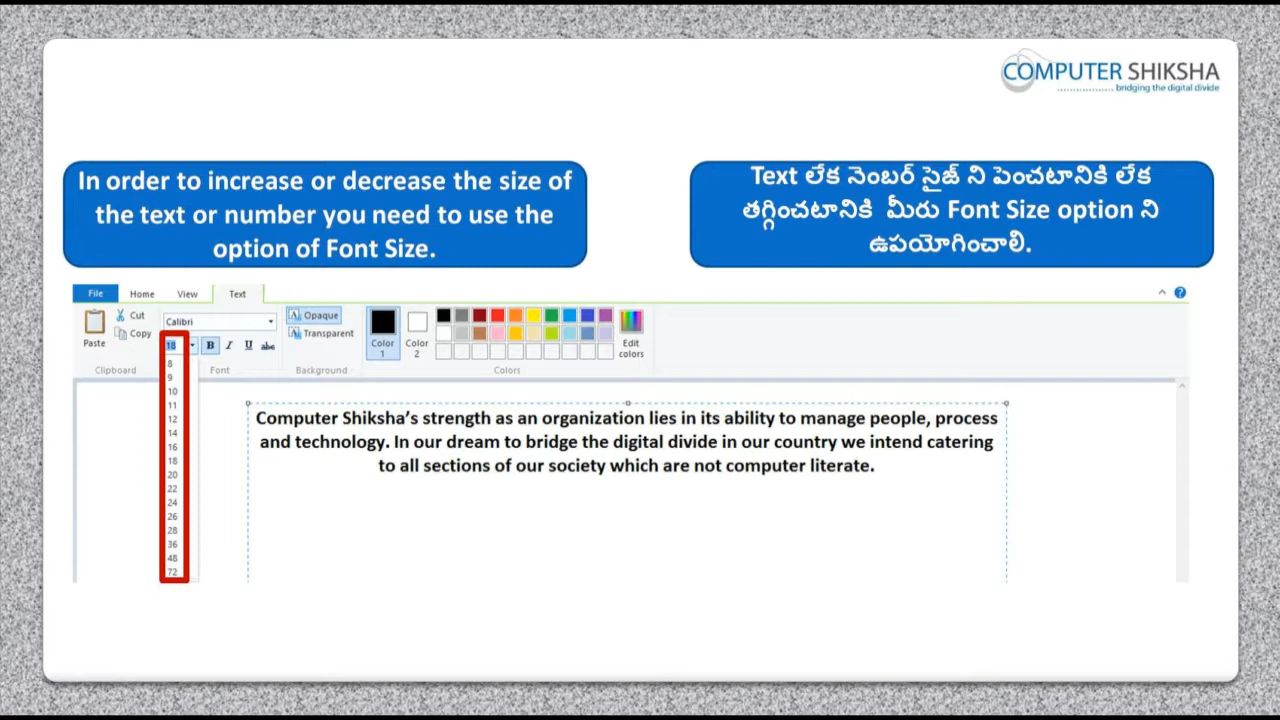 COMPUTER SHIKSHA
bridging the digital divide
In order to increase or decrease the size of
the text or number you need to use the
option of Font Size.
Text లేక నెంబర్ సైజ్ ని పెంచటానికి లేక
తగ్గించటానికి మీరు Font Size option ని
ఉపయోగించాలి.
File Home View Text
Paste
Cut
Copy
Clipboard
Calibri
18 B I U abc
Font
Opaque
Transparent
Background
Color 1
Color 2
Edit colors
Colors
8
9
10
11
12
14
16
18
20
22
24
26
28
36
48
72
Computer Shiksha's strength as an organization lies in its ability to manage people, process
and technology. In our dream to bridge the digital divide in our country we intend catering
to all sections of our society which are not computer literate.